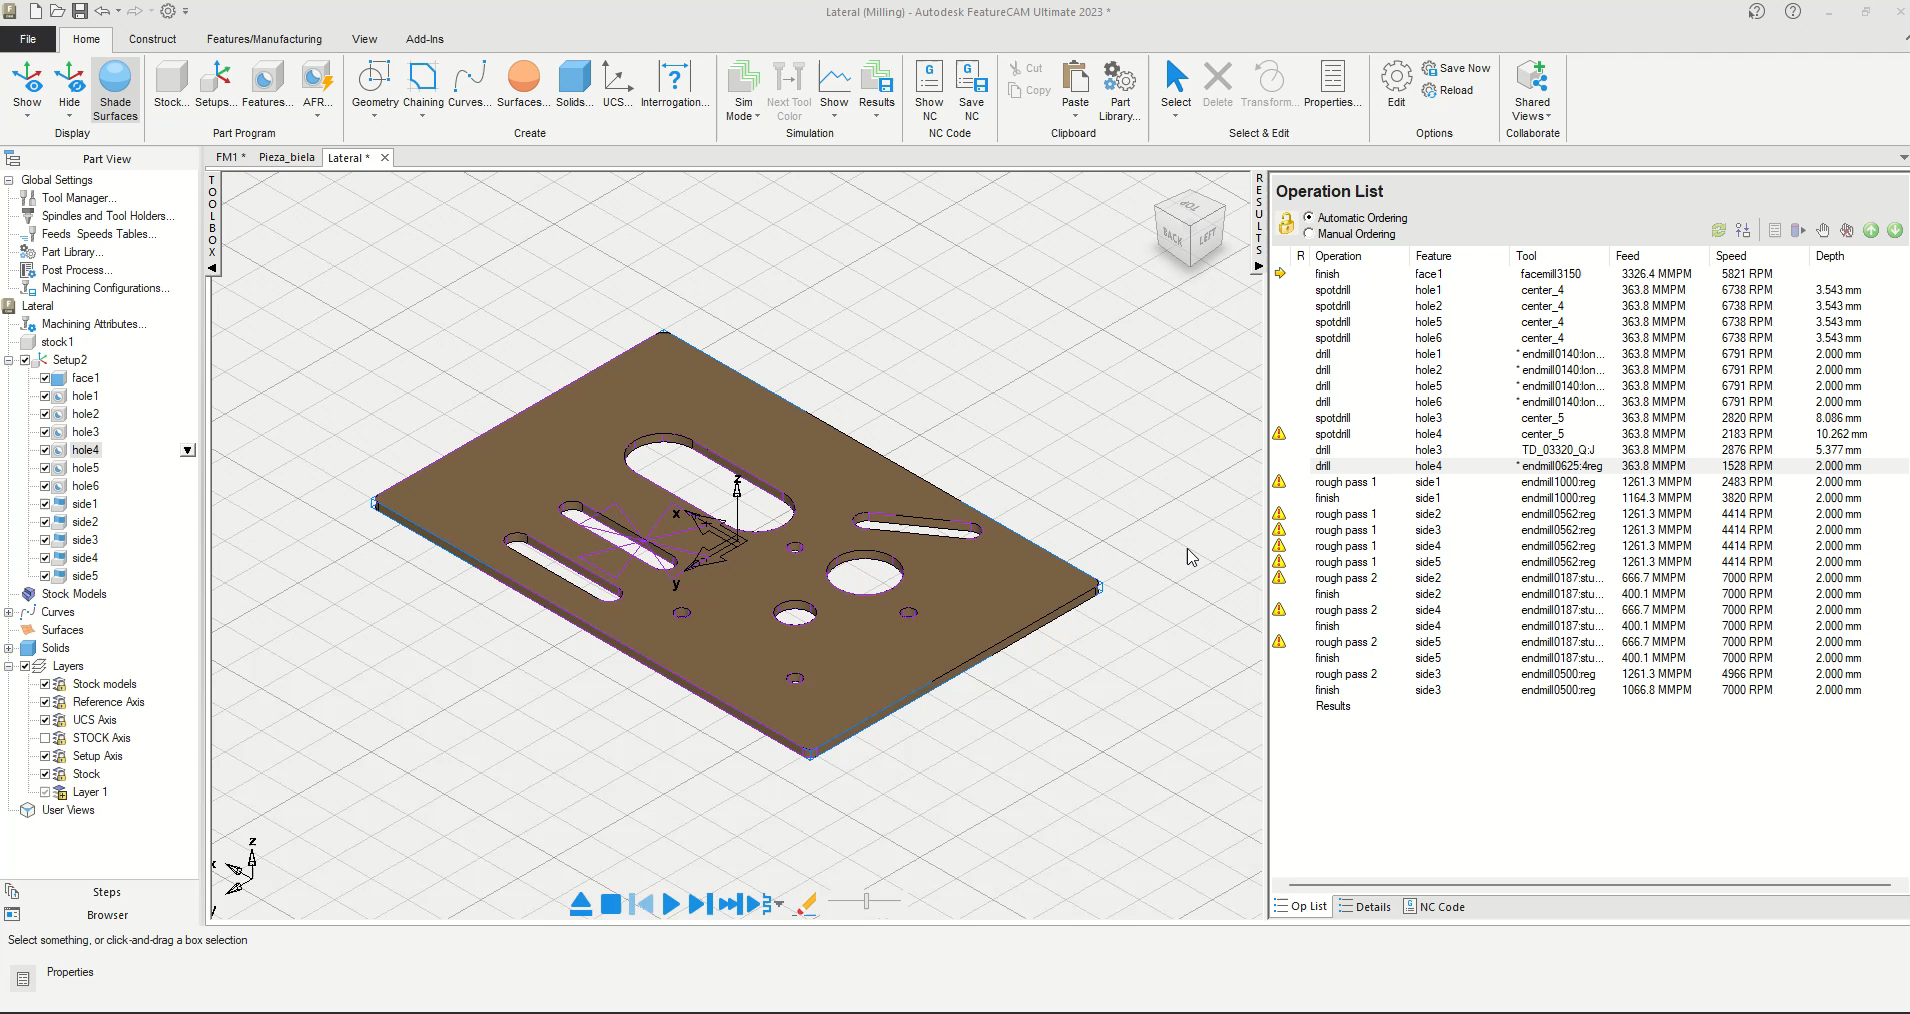 Lateral (Milling) - Autodesk FeatureCAM Ultimate 2023 *
File
Home
Construct
Features/Manufacturing
View
Add-Ins
Show
Hide
Shade Surfaces
Stock...
Setups...
Features...
AFR...
Geometry
Chaining
Curves...
Surfaces...
Solids...
UCS...
Interrogation...
Sim Mode
Next Tool Color
Show
Results
Show NC
Save NC
Cut
Copy
Paste
Part Library...
Select
Delete
Transform...
Properties...
Edit
Save Now
Reload
Shared Views
Display
Part Program
Create
Simulation
NC Code
Clipboard
Select & Edit
Options
Collaborate
Part View
FM1 *
Pieza_biela
Lateral *
Global Settings
Tool Manager...
Spindles and Tool Holders...
Feeds Speeds Tables...
Part Library...
Post Process...
Machining Configurations...
Lateral
Machining Attributes...
stock1
Setup2
face1
hole1
hole2
hole3
hole4
hole5
hole6
side1
side2
side3
side4
side5
Stock Models
Curves
Surfaces
Solids
Layers
Stock models
Reference Axis
UCS Axis
STOCK Axis
Setup Axis
Stock
Layer 1
User Views
Steps
Browser
TOOLBOX
BACK
LEFT
TOP
z
x
y
z
RESULTS
Operation List
Automatic Ordering
Manual Ordering
R Operation Feature Tool Feed Speed Depth
finish face1 facemill3150 3326.4 MMPM 5821 RPM
spotdrill hole1 center_4 363.8 MMPM 6738 RPM 3.543 mm
spotdrill hole2 center_4 363.8 MMPM 6738 RPM 3.543 mm
spotdrill hole5 center_4 363.8 MMPM 6738 RPM 3.543 mm
spotdrill hole6 center_4 363.8 MMPM 6738 RPM 3.543 mm
drill hole1 * endmill0140:lon... 363.8 MMPM 6791 RPM 2.000 mm
drill hole2 * endmill0140:lon... 363.8 MMPM 6791 RPM 2.000 mm
drill hole5 * endmill0140:lon... 363.8 MMPM 6791 RPM 2.000 mm
drill hole6 * endmill0140:lon... 363.8 MMPM 6791 RPM 2.000 mm
spotdrill hole3 center_5 363.8 MMPM 2820 RPM 8.086 mm
spotdrill hole4 center_5 363.8 MMPM 2183 RPM 10.262 mm
drill hole3 TD_03320_Q:J 363.8 MMPM 2876 RPM 5.377 mm
drill hole4 * endmill0625:4reg 363.8 MMPM 1528 RPM 2.000 mm
rough pass 1 side1 endmill1000:reg 1261.3 MMPM 2483 RPM 2.000 mm
finish side1 endmill1000:reg 1164.3 MMPM 3820 RPM 2.000 mm
rough pass 1 side2 endmill0562:reg 1261.3 MMPM 4414 RPM 2.000 mm
rough pass 1 side3 endmill0562:reg 1261.3 MMPM 4414 RPM 2.000 mm
rough pass 1 side4 endmill0562:reg 1261.3 MMPM 4414 RPM 2.000 mm
rough pass 1 side5 endmill0562:reg 1261.3 MMPM 4414 RPM 2.000 mm
rough pass 2 side2 endmill0187:stu... 666.7 MMPM 7000 RPM 2.000 mm
finish side2 endmill0187:stu... 400.1 MMPM 7000 RPM 2.000 mm
rough pass 2 side4 endmill0187:stu... 666.7 MMPM 7000 RPM 2.000 mm
finish side4 endmill0187:stu... 400.1 MMPM 7000 RPM 2.000 mm
rough pass 2 side5 endmill0187:stu... 666.7 MMPM 7000 RPM 2.000 mm
finish side5 endmill0187:stu... 400.1 MMPM 7000 RPM 2.000 mm
rough pass 2 side3 endmill0500:reg 1261.3 MMPM 4966 RPM 2.000 mm
finish side3 endmill0500:reg 1066.8 MMPM 7000 RPM 2.000 mm
Results
Op List
Details
NC Code
Select something, or click-and-drag a box selection
Properties